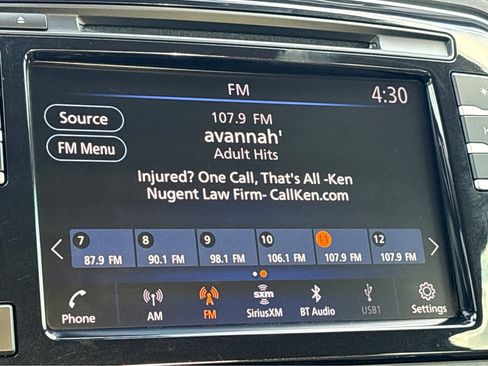 FM
4:30
Source
107.9 FM
FM Menu
avannah'
Adult Hits
Injured? One Call, That's All -Ken
Nugent Law Firm- CallKen.com
7 8 9 10 11 12
87.9 FM 90.1 FM 98.1 FM 106.1 FM 107.9 FM 107.9 FM
Phone AM FM SiriusXM BT Audio USB1 Settings
sxm